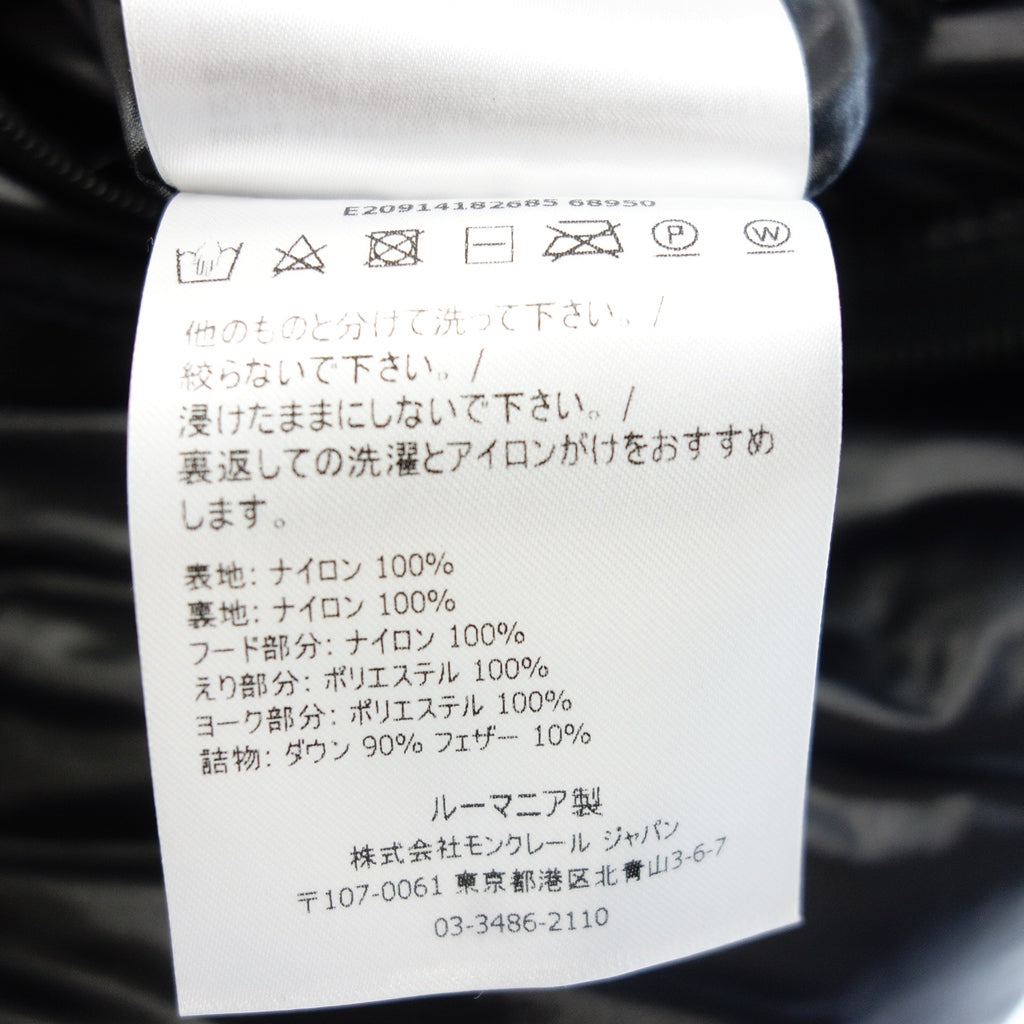 E20914182685 68950
P W
他のものと分けて洗って下さい。/
絞らないで下さい。/
浸けたままにしないで下さい。/
裏返しての洗濯とアイロンがけをおすすめ
します。
表地: ナイロン 100%
裏地: ナイロン 100%
フード部分: ナイロン 100%
えり部分: ポリエステル 100%
ヨーク部分: ポリエステル 100%
詰物: ダウン 90% フェザー 10%
ルーマニア製
株式会社モンクレール ジャパン
〒107-0061 東京都港区北青山3-6-7
03-3486-2110